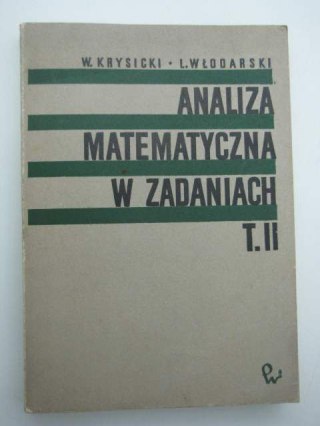 W. KRYSICKI • L. WŁODARSKI
ANALIZA
MATEMATYCZNA
W ZADANIACH
T. II